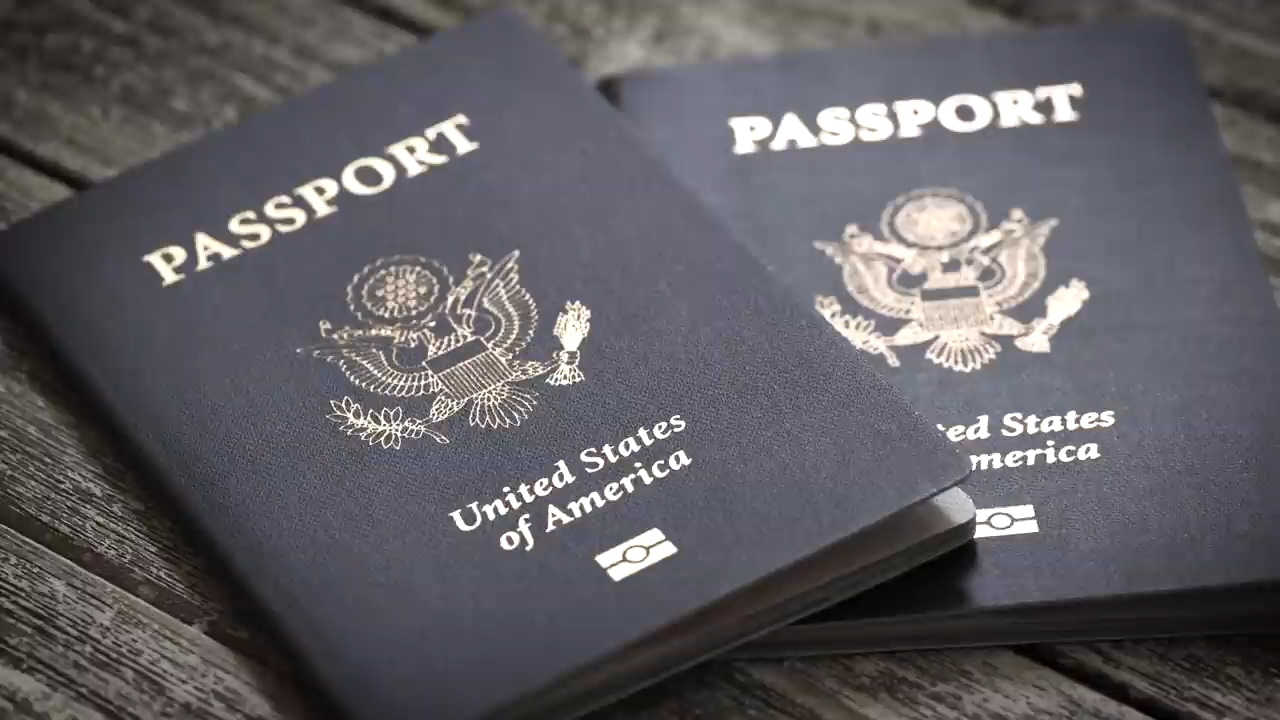 PASSPORT
United States
of America
PASSPORT
ed States
merica